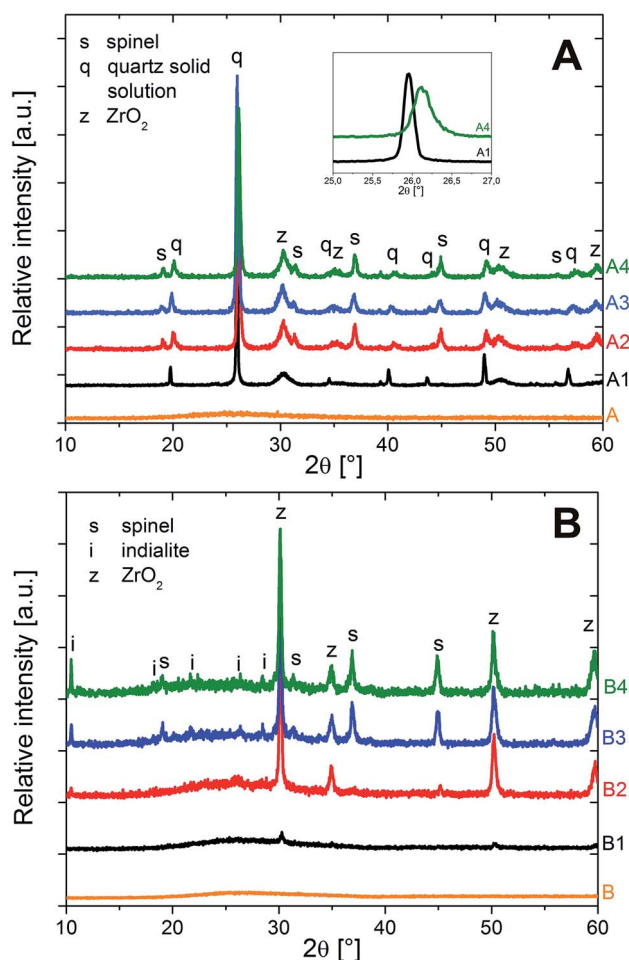 A
s spinel
q quartz solid
solution
z ZrO2
q
A4
A1
25,0 25,5 26,0 26,5 27,0
2θ [°]
s q z s q z s q q s q z s q z
A4
A3
A2
A1
A
Relative intensity [a.u.]
10 20 30 40 50 60
2θ [°]
B
s spinel
i indialite
z ZrO2
z
i i s i i i s z s s z z
B4
B3
B2
B1
B
Relative intensity [a.u.]
10 20 30 40 50 60
2θ [°]